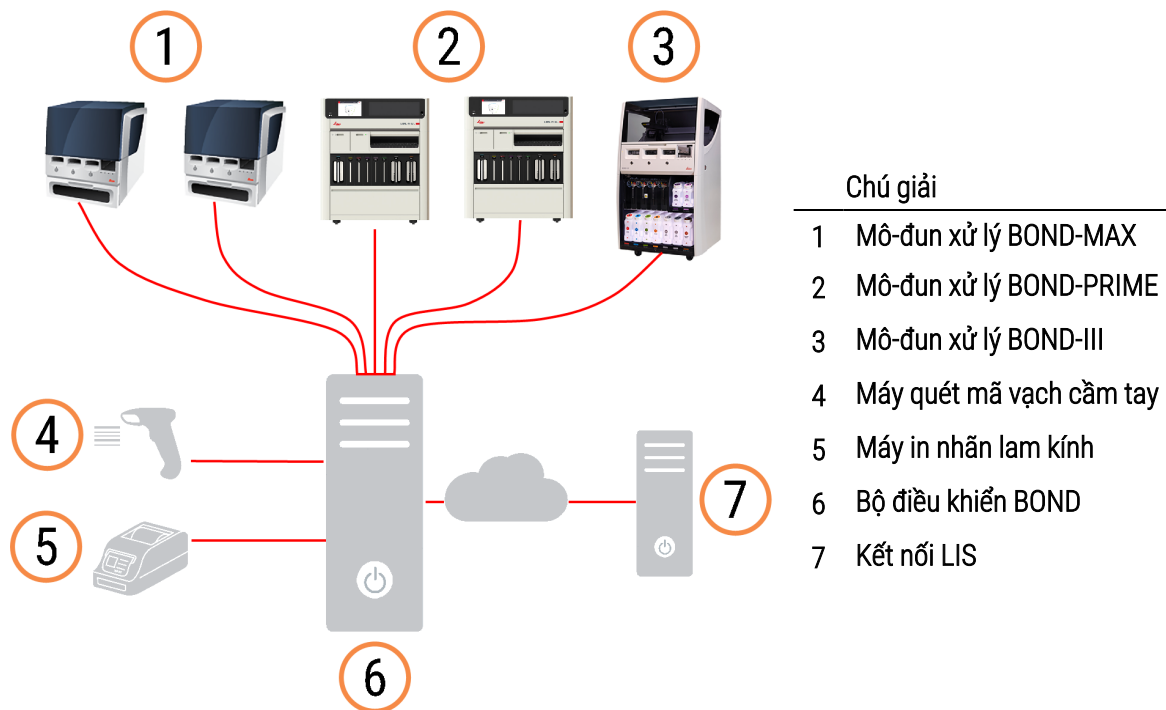 1
2
3
4
5
6
7
Chú giải
1 Mô-đun xử lý BOND-MAX
2 Mô-đun xử lý BOND-PRIME
3 Mô-đun xử lý BOND-III
4 Máy quét mã vạch cầm tay
5 Máy in nhãn lam kính
6 Bộ điều khiển BOND
7 Kết nối LIS